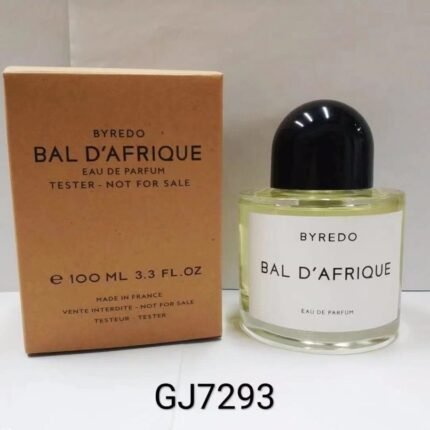 BYREDO
BAL D'AFRIQUE
EAU DE PARFUM
TESTER - NOT FOR SALE
e 100 ML 3.3 FL.OZ
MADE IN FRANCE
VENTE INTERDITE - NOT FOR SALE
TESTEUR - TESTER
BYREDO
BAL D'AFRIQUE
EAU DE PARFUM
GJ7293